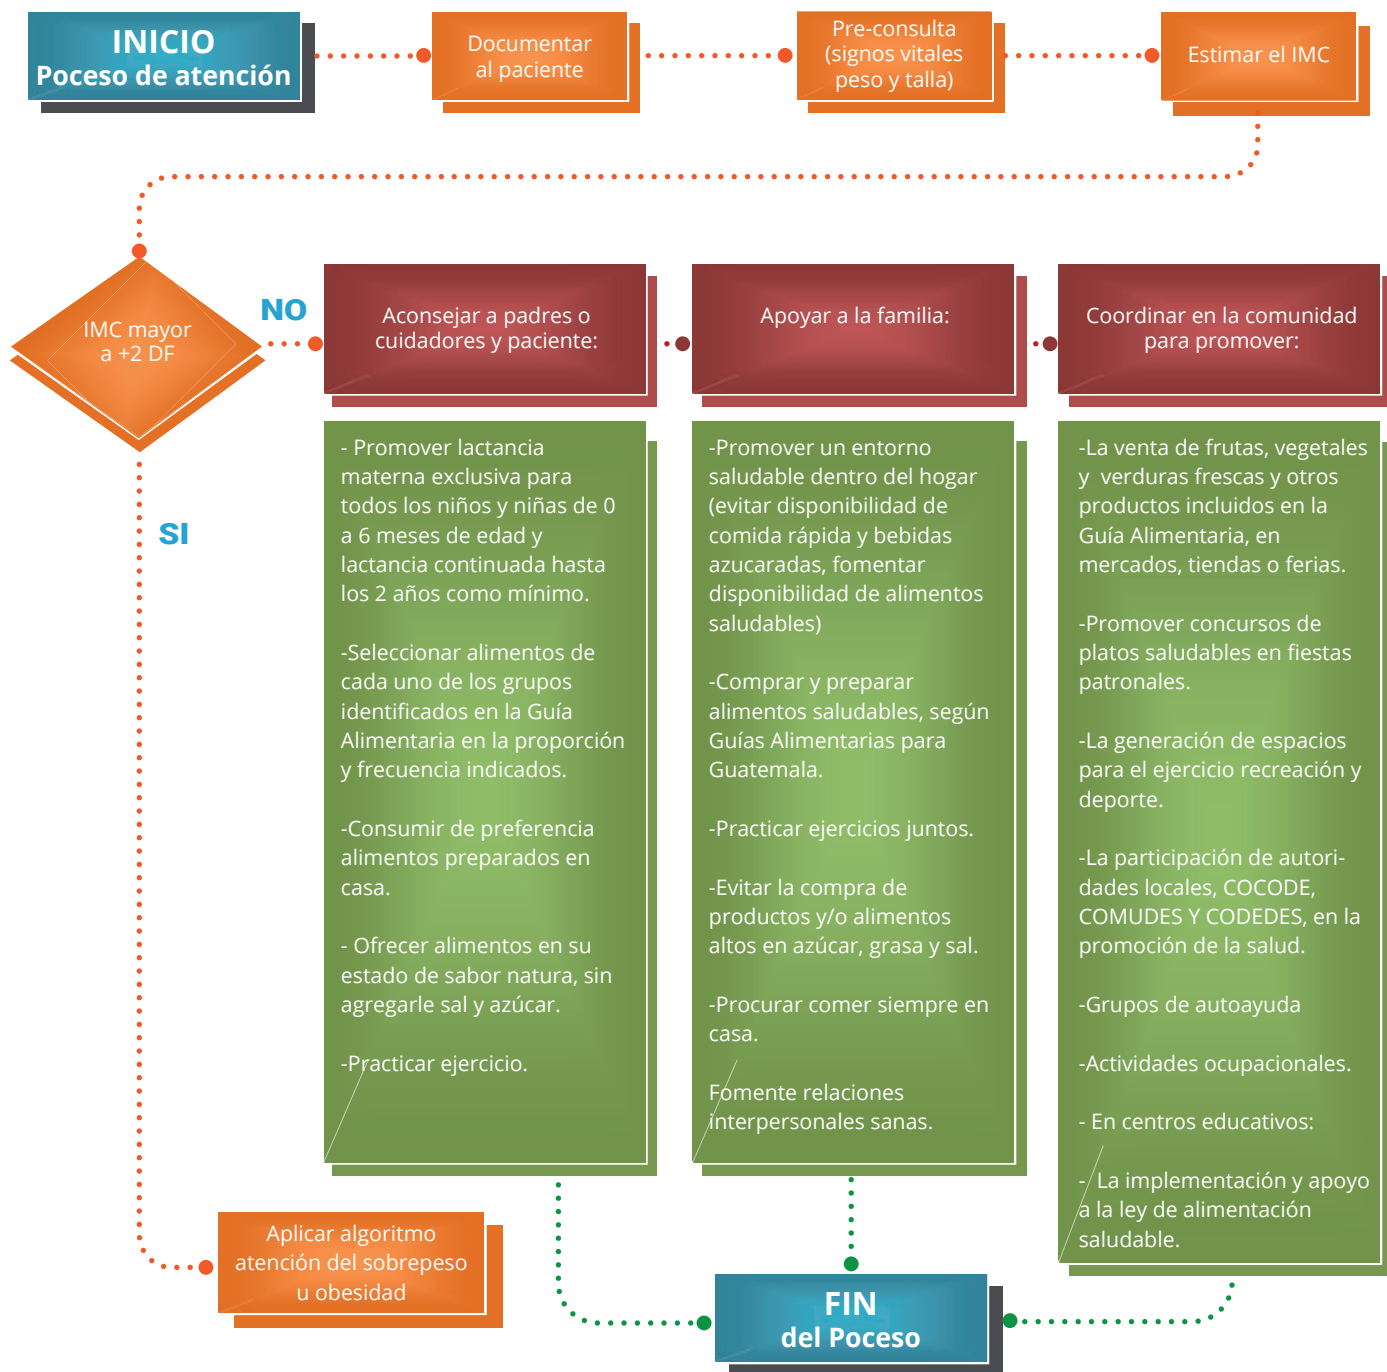 INICIO
Poceso de atención
Documentar
al paciente
Pre-consulta
(signos vitales
peso y talla)
Estimar el IMC
IMC mayor
a +2 DF
NO
SI
Aconsejar a padres o
cuidadores y paciente:
- Promover lactancia
materna exclusiva para
todos los niños y niñas de 0
a 6 meses de edad y
lactancia continuada hasta
los 2 años como mínimo.
-Seleccionar alimentos de
cada uno de los grupos
identificados en la Guía
Alimentaria en la proporción
y frecuencia indicados.
-Consumir de preferencia
alimentos preparados en
casa.
- Ofrecer alimentos en su
estado de sabor natura, sin
agregarle sal y azúcar.
-Practicar ejercicio.
Apoyar a la familia:
-Promover un entorno
saludable dentro del hogar
(evitar disponibilidad de
comida rápida y bebidas
azucaradas, fomentar
disponibilidad de alimentos
saludables)
-Comprar y preparar
alimentos saludables, según
Guías Alimentarias para
Guatemala.
-Practicar ejercicios juntos.
-Evitar la compra de
productos y/o alimentos
altos en azúcar, grasa y sal.
-Procurar comer siempre en
casa.
Fomente relaciones
interpersonales sanas.
Coordinar en la comunidad
para promover:
-La venta de frutas, vegetales
y verduras frescas y otros
productos incluidos en la
Guía Alimentaria, en
mercados, tiendas o ferias.
-Promover concursos de
platos saludables en fiestas
patronales.
-La generación de espacios
para el ejercicio recreación y
deporte.
-La participación de autori-
dades locales, COCODE,
COMUDES Y CODEDES, en la
promoción de la salud.
-Grupos de autoayuda
-Actividades ocupacionales.
- En centros educativos:
- La implementación y apoyo
a la ley de alimentación
saludable.
Aplicar algoritmo
atención del sobrepeso
u obesidad
FIN
del Poceso